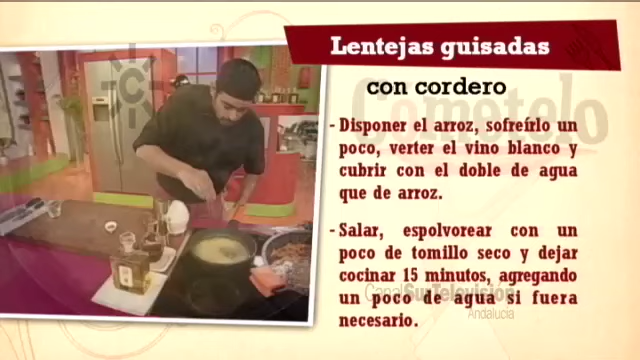 Lentejas guisadas
con cordero
Cómetelo
- Disponer el arroz, sofreírlo un
poco, verter el vino blanco y
cubrir con el doble de agua
que de arroz.
- Salar, espolvorear con un
poco de tomillo seco y dejar
cocinar 15 minutos, agregando
un poco de agua si fuera
necesario.
CanalSurTelevisión
Andalucía